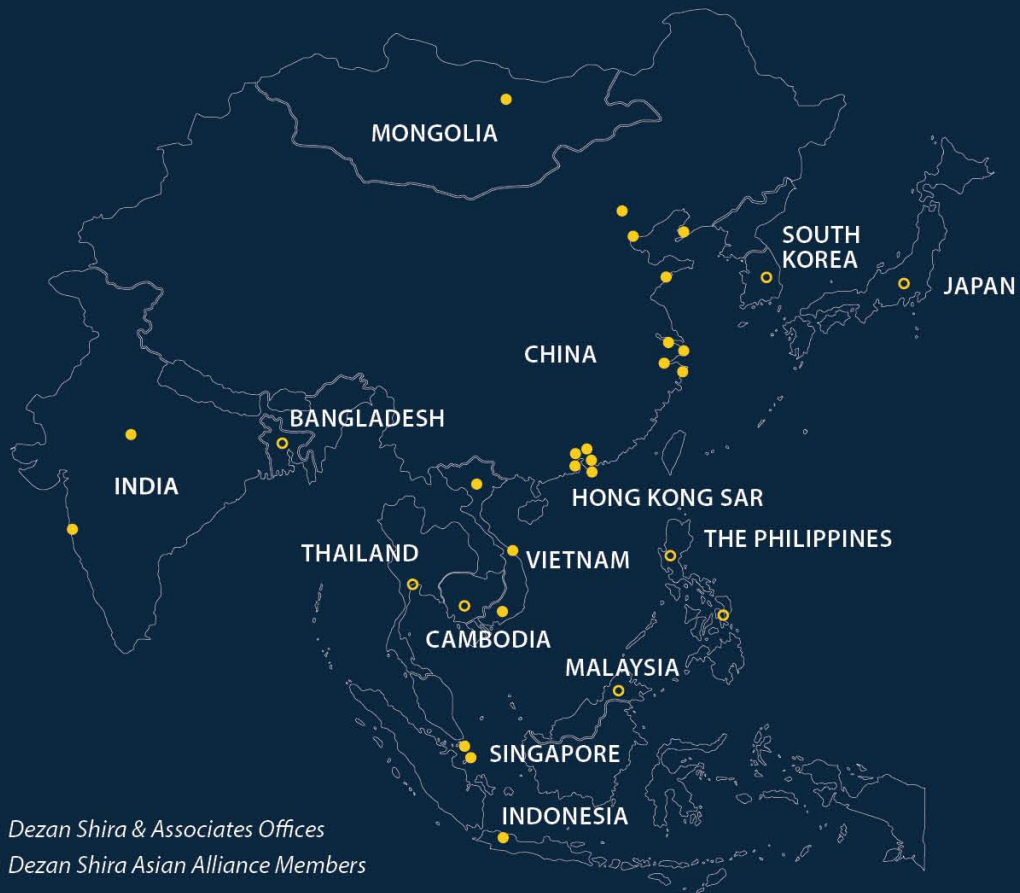 MONGOLIA
SOUTH
KOREA
JAPAN
CHINA
BANGLADESH
INDIA
HONG KONG SAR
THE PHILIPPINES
THAILAND
VIETNAM
CAMBODIA
MALAYSIA
SINGAPORE
INDONESIA
Dezan Shira & Associates Offices
Dezan Shira Asian Alliance Members